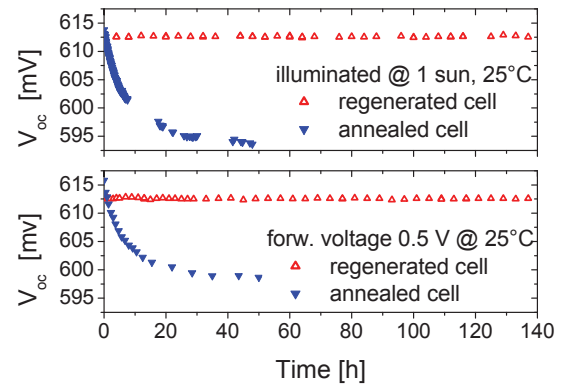 615
610
605
600
595
V_oc [mV]
illuminated @ 1 sun, 25°C
regenerated cell
annealed cell
615
610
605
600
595
V_oc [mv]
forw. voltage 0.5 V @ 25°C
regenerated cell
annealed cell
0 20 40 60 80 100 120 140
Time [h]